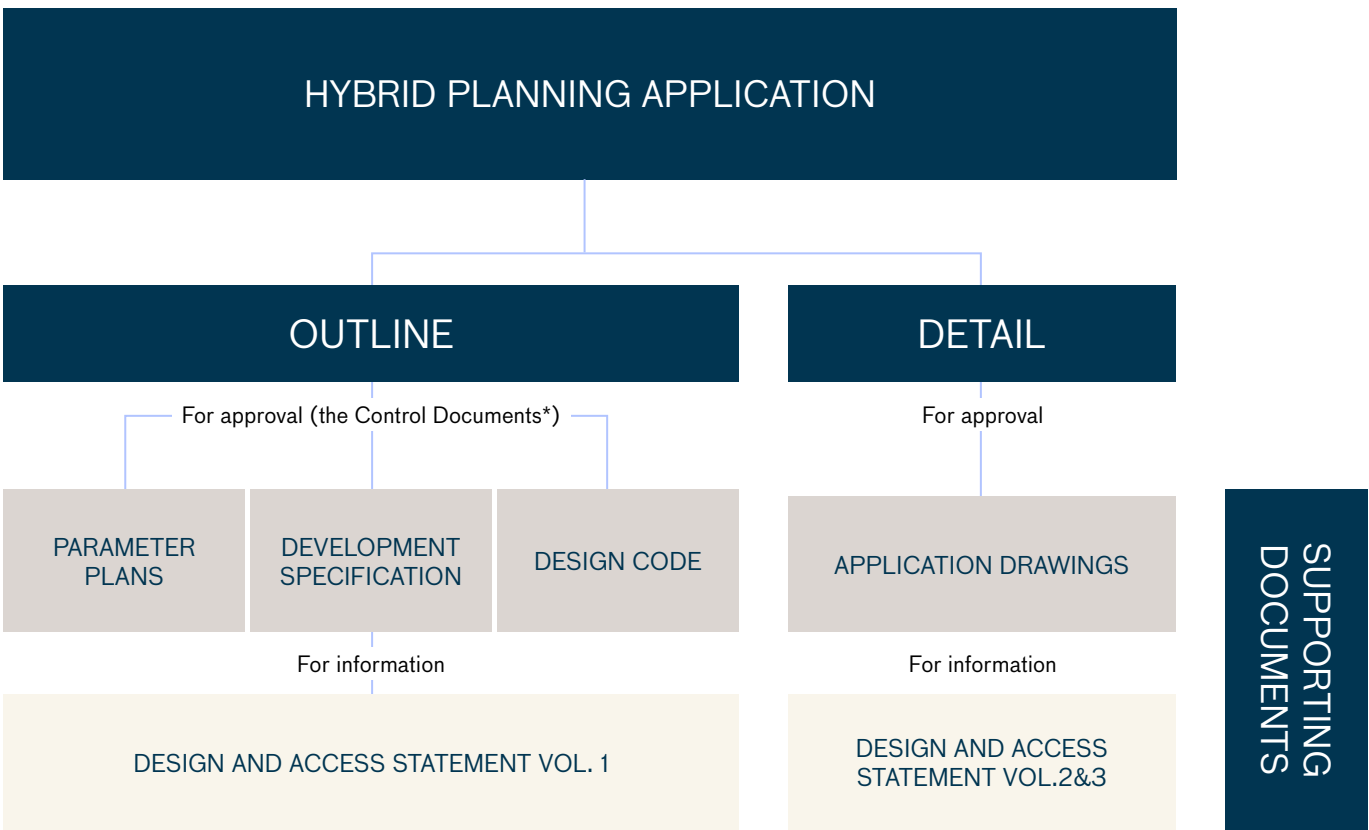 HYBRID PLANNING APPLICATION
OUTLINE
DETAIL
For approval (the Control Documents*)
For approval
PARAMETER
PLANS
DEVELOPMENT
SPECIFICATION
DESIGN CODE
APPLICATION DRAWINGS
For information
For information
DESIGN AND ACCESS STATEMENT VOL. 1
DESIGN AND ACCESS
STATEMENT VOL.2&3
SUPPORTING
DOCUMENTS